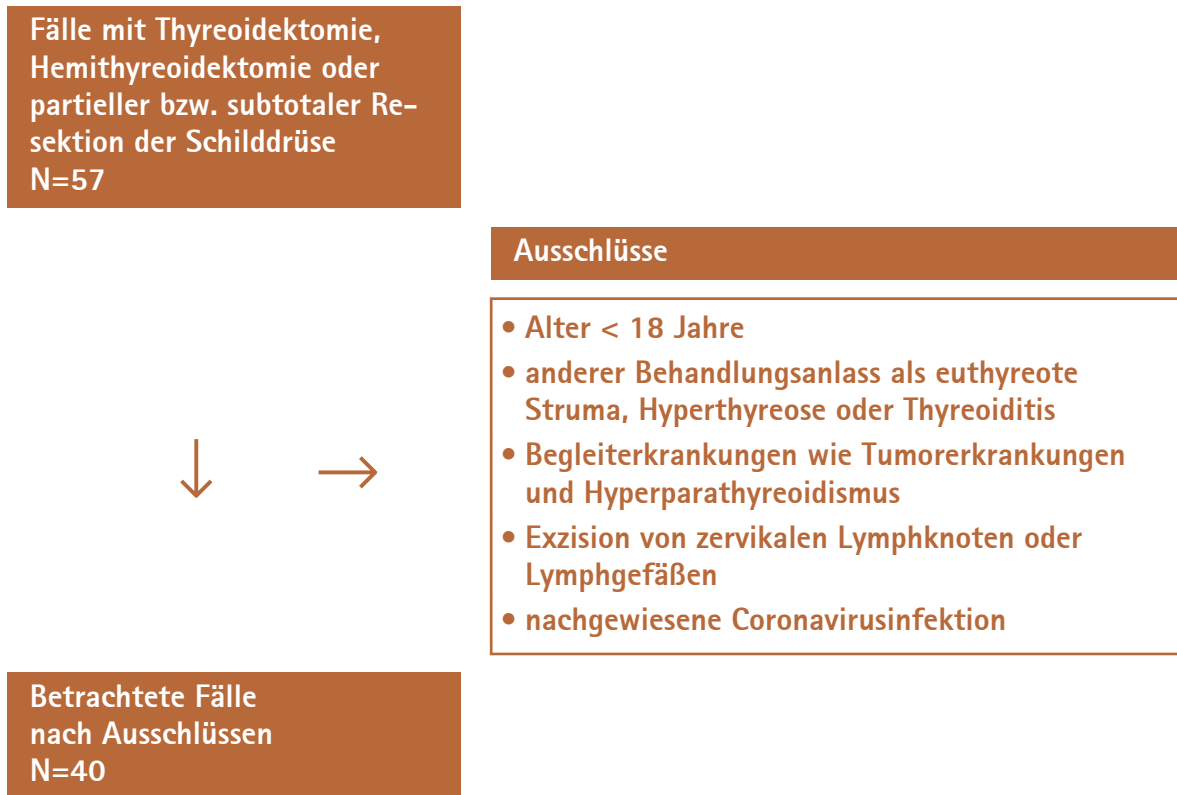 Fälle mit Thyreoidektomie,
Hemithyreoidektomie oder
partieller bzw. subtotaler Re-
sektion der Schilddrüse
N=57
Ausschlüsse
• Alter < 18 Jahre
• anderer Behandlungsanlass als euthyreote
Struma, Hyperthyreose oder Thyreoiditis
• Begleiterkrankungen wie Tumorerkrankungen
und Hyperparathyreoidismus
• Exzision von zervikalen Lymphknoten oder
Lymphgefäßen
• nachgewiesene Coronavirusinfektion
Betrachtete Fälle
nach Ausschlüssen
N=40